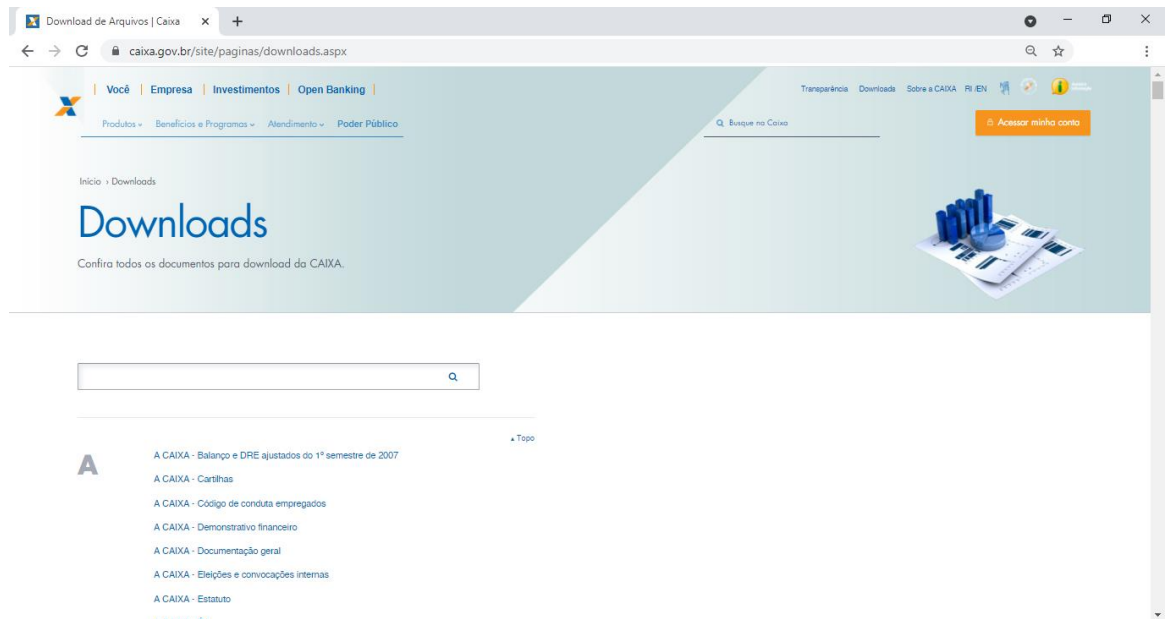 Download de Arquivos | Caixa
caixa.gov.br/site/paginas/downloads.aspx
Você | Empresa | Investimentos | Open Banking |
Transparência Downloads Sobre a CAIXA RI /EN
Produtos Benefícios e Programas Atendimento Poder Público
Busque na Caixa
Acessar minha conta
Início › Downloads
Downloads
Confira todos os documentos para download da CAIXA.
▴ Topo
A
A CAIXA - Balanço e DRE ajustados do 1º semestre de 2007
A CAIXA - Cartilhas
A CAIXA - Código de conduta empregados
A CAIXA - Demonstrativo financeiro
A CAIXA - Documentação geral
A CAIXA - Eleições e convocações internas
A CAIXA - Estatuto